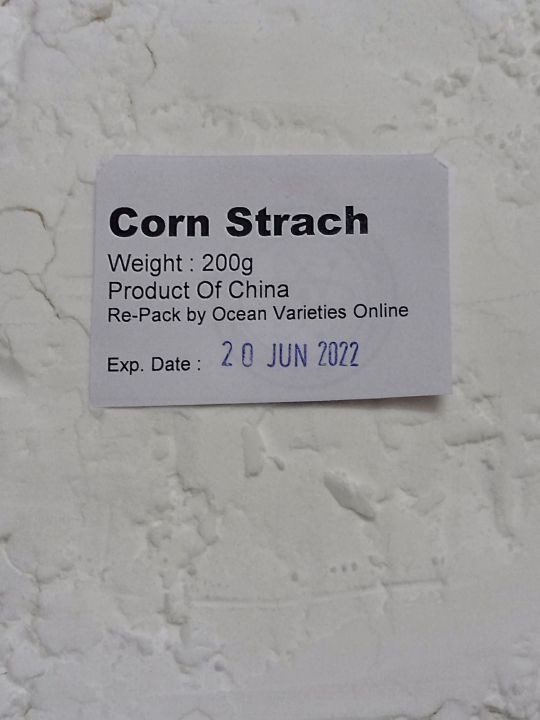 Corn Strach
Weight : 200g
Product Of China
Re-Pack by Ocean Varieties Online
Exp. Date : 20 JUN 2022